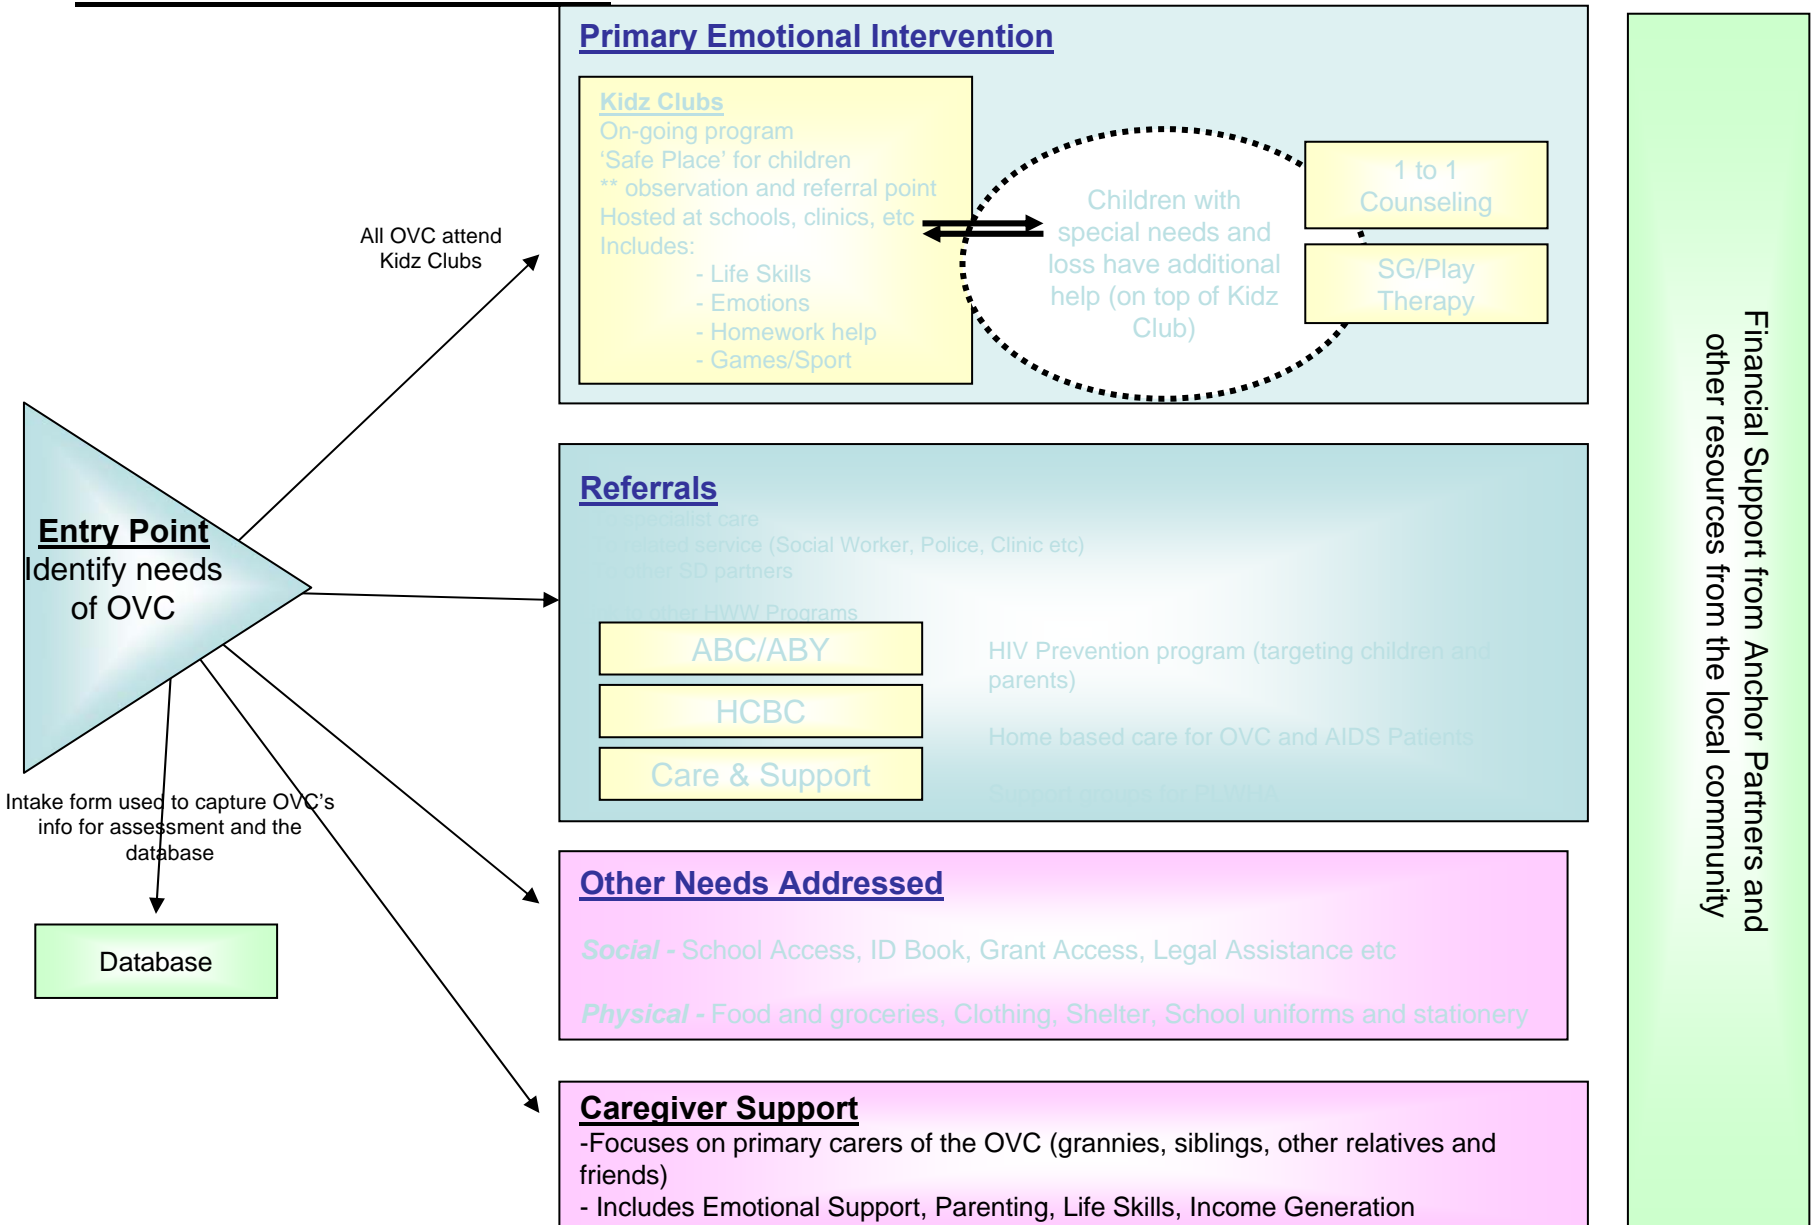 Primary Emotional Intervention
Kidz Clubs
On-going program
‘Safe Place’ for children
** observation and referral point
Hosted at schools, clinics, etc
Includes:
- Life Skills
- Emotions
- Homework help
- Games/Sport
Children with
special needs and
loss have additional
help (on top of Kidz
Club)
1 to 1
Counseling
SG/Play
Therapy
All OVC attend
Kidz Clubs
Entry Point
Identify needs
of OVC
Referrals
specialist care
related service (Social Worker, Police, Clinic etc)
other SD partners
other HWW Programs
ABC/ABY
HCBC
Care & Support
HIV Prevention program (targeting children and
parents)
Home based care for OVC and AIDS Patients
Support groups for PLWHA
Intake form used to capture OVC’s
info for assessment and the
database
Database
Other Needs Addressed
Social - School Access, ID Book, Grant Access, Legal Assistance etc
Physical - Food and groceries, Clothing, Shelter, School uniforms and stationery
Caregiver Support
-Focuses on primary carers of the OVC (grannies, siblings, other relatives and
friends)
- Includes Emotional Support, Parenting, Life Skills, Income Generation
Financial Support from Anchor Partners and
other resources from the local community